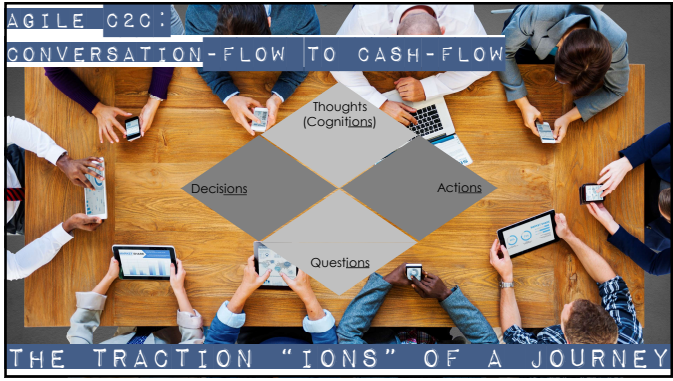 AGILE C2C:
CONVERSATION-FLOW TO CASH-FLOW
Thoughts
(Cognitions)
Decisions
Actions
Questions
THE TRACTION "IONS" OF A JOURNEY